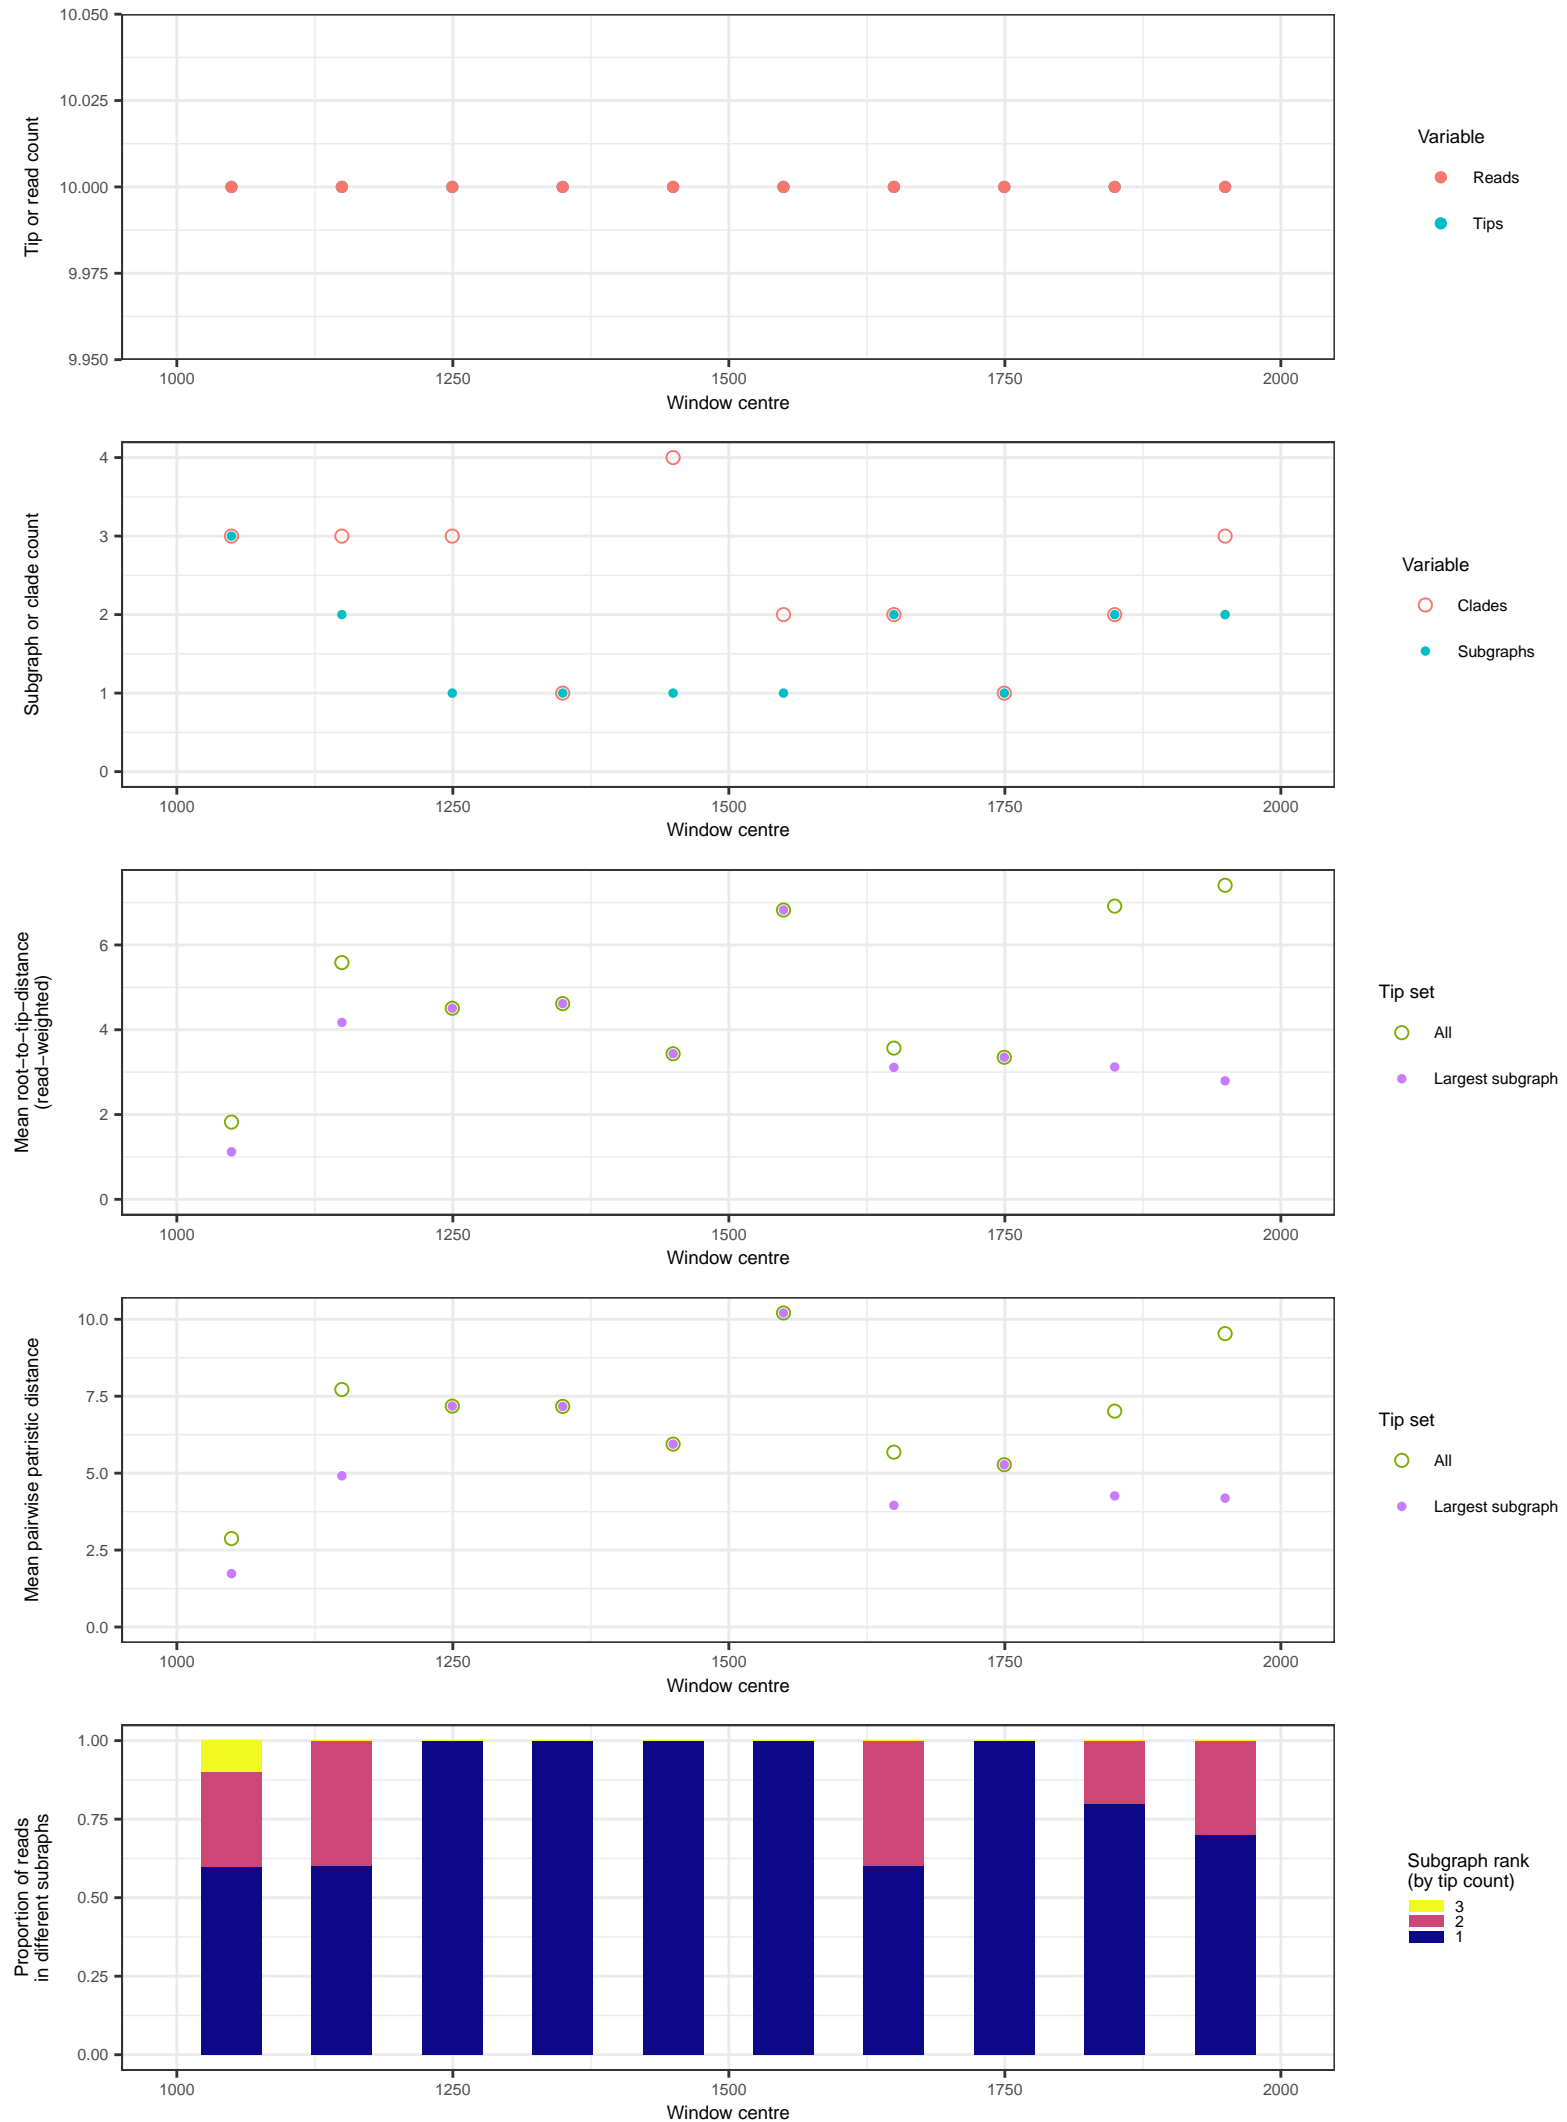 10.050
10.025
10.000
9.975
9.950
Tip or read count
1000 1250 1500 1750 2000
Window centre
Variable
Reads
Tips
4
3
2
1
0
Subgraph or clade count
1000 1250 1500 1750 2000
Window centre
Variable
Clades
Subgraphs
6
4
2
0
Mean root−to−tip−distance
(read−weighted)
1000 1250 1500 1750 2000
Window centre
Tip set
All
Largest subgraph
10.0
7.5
5.0
2.5
0.0
Mean pairwise patristic distance
1000 1250 1500 1750 2000
Window centre
Tip set
All
Largest subgraph
1.00
0.75
0.50
0.25
0.00
Proportion of reads
in different subraphs
1000 1250 1500 1750 2000
Window centre
Subgraph rank
(by tip count)
3
2
1